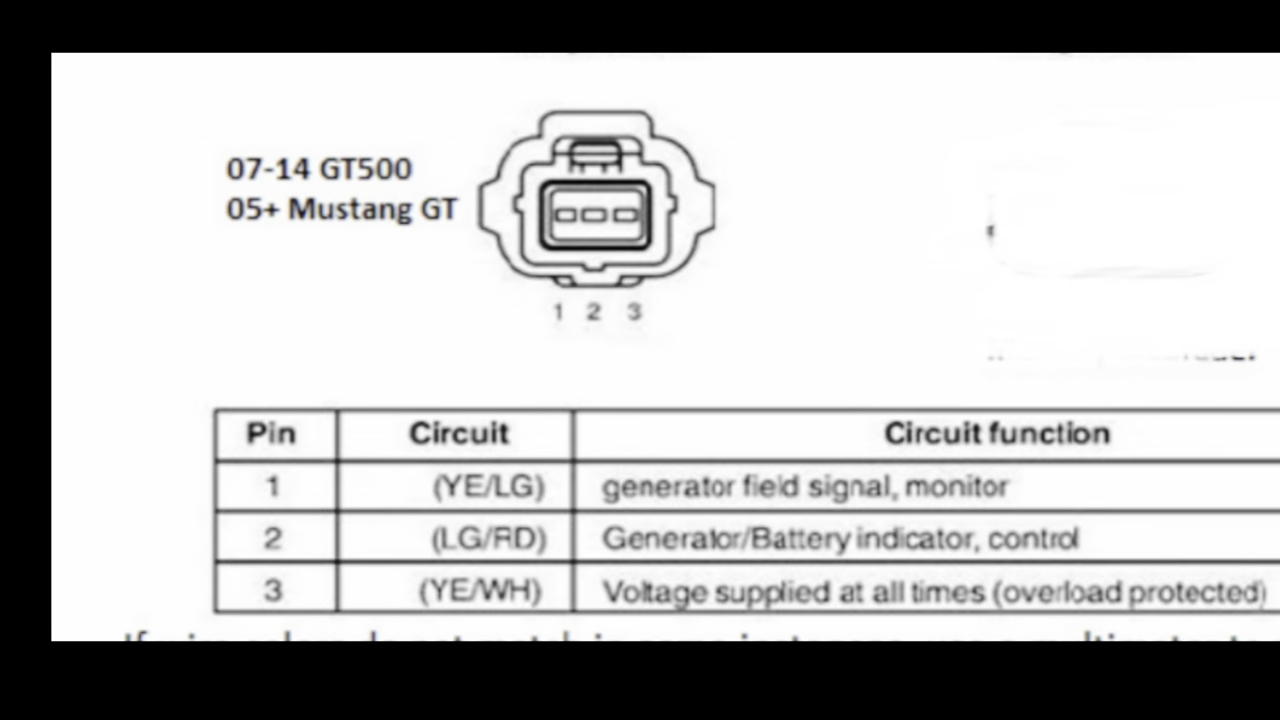 07-14 GT500
05+ Mustang GT
1 2 3
Pin Circuit Circuit function
1 (YE/LG) generator field signal, monitor
2 (LG/RD) Generator/Battery indicator, control
3 (YE/WH) Voltage supplied at all times (overload protected)